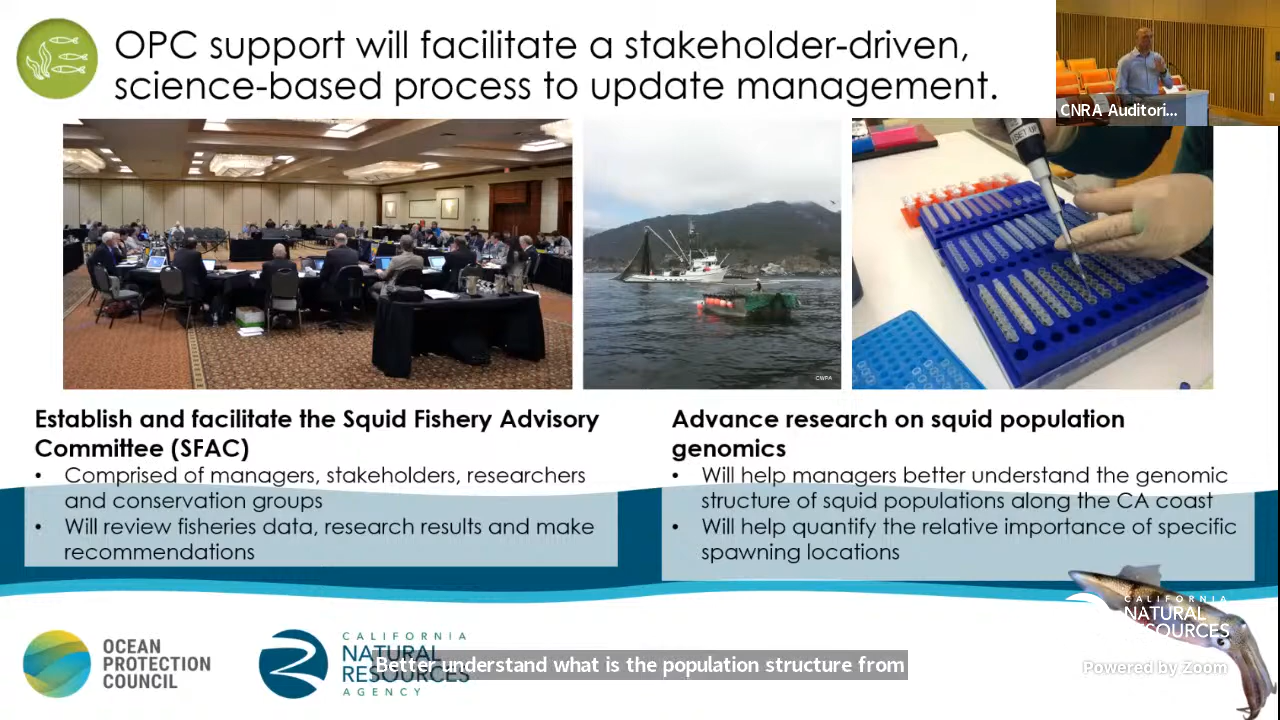 OPC support will facilitate a stakeholder-driven,
science-based process to update management.
CNRA Auditori...
CWPA
Establish and facilitate the Squid Fishery Advisory
Committee (SFAC)
• Comprised of managers, stakeholders, researchers
and conservation groups
• Will review fisheries data, research results and make
recommendations
Advance research on squid population
genomics
• Will help managers better understand the genomic
structure of squid populations along the CA coast
• Will help quantify the relative importance of specific
spawning locations
OCEAN
PROTECTION
COUNCIL
CALIFORNIA
NATURAL
RESOURCES
AGENCY
Better understand what is the population structure from
CALIFORNIA
NATURAL
RESOURCES
Powered by Zoom